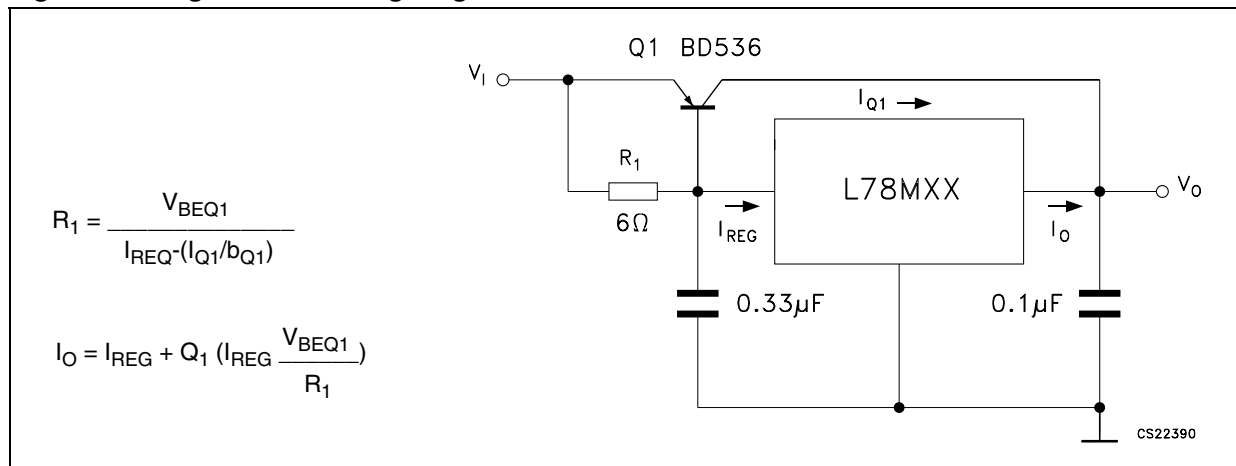 Q1 BD536
V_I
I_Q1
R_1
6Ω
I_REG
L78MXX
I_O
V_O
0.33µF
0.1µF
CS22390
R_1 = V_BEQ1
I_REQ-(I_Q1/b_Q1)
I_O = I_REG + Q_1 (I_REG V_BEQ1)
R_1